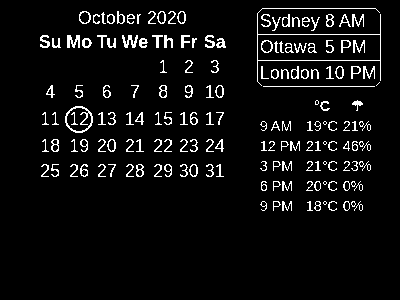 October 2020
Su Mo Tu We Th Fr Sa
1 2 3
4 5 6 7 8 9 10
11 12 13 14 15 16 17
18 19 20 21 22 23 24
25 26 27 28 29 30 31
Sydney 8 AM
Ottawa 5 PM
London 10 PM
°C ☂
9 AM 19°C 21%
12 PM 21°C 46%
3 PM 21°C 23%
6 PM 20°C 0%
9 PM 18°C 0%